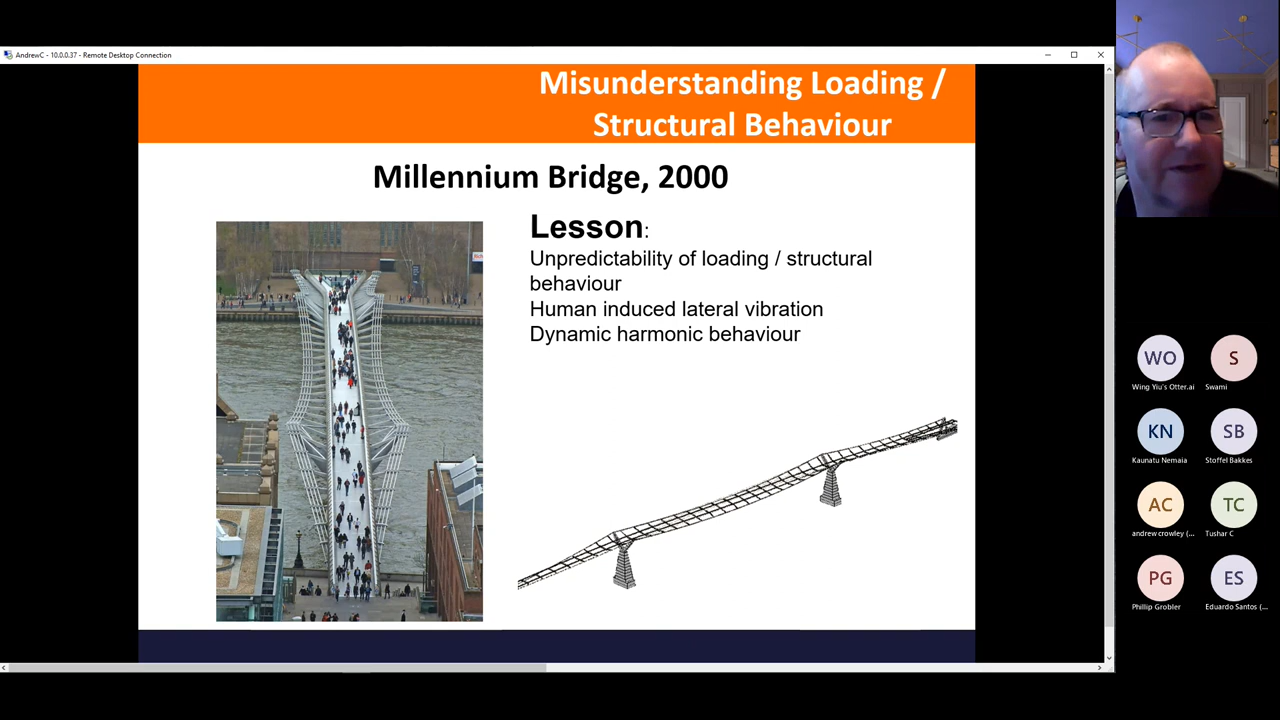 AndrewC - 10.0.0.37 - Remote Desktop Connection
Misunderstanding Loading /
Structural Behaviour
Millennium Bridge, 2000
Lesson:
Unpredictability of loading / structural
behaviour
Human induced lateral vibration
Dynamic harmonic behaviour
WO
S
Wing Yiu's Otter.ai
Swami
KN
SB
Kaunatu Nemaia
Stoffel Bakkes
AC
TC
andrew crowley (...
Tushar C
PG
ES
Phillip Grobler
Eduardo Santos (...